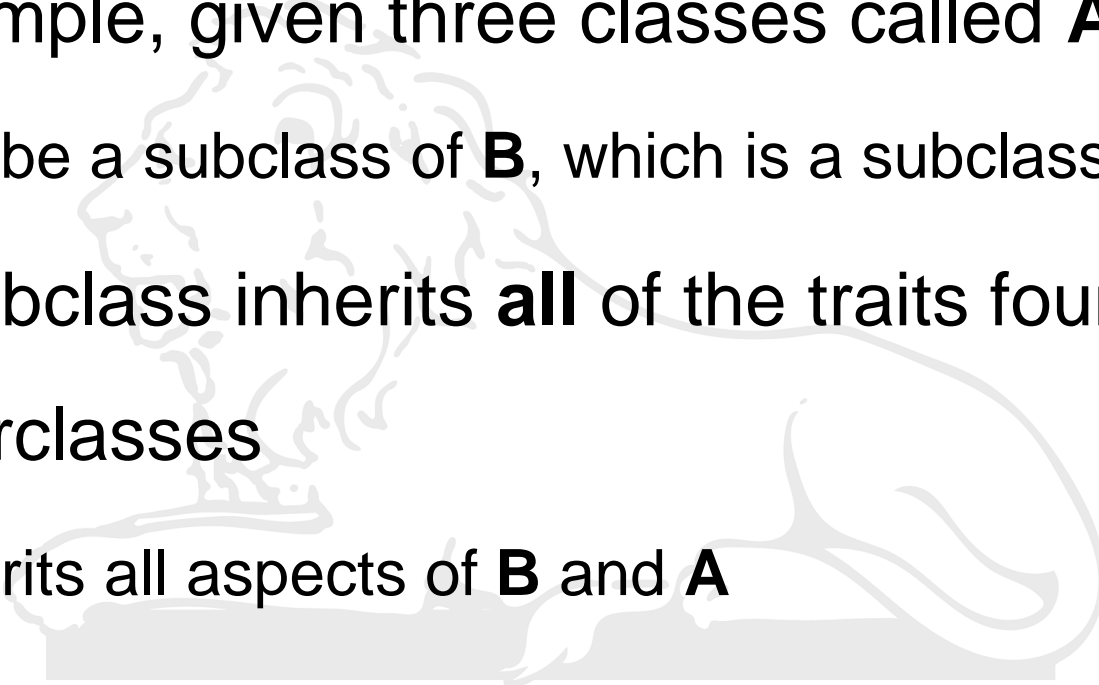 mple, given three classes called A
be a subclass of B, which is a subclass
bclass inherits all of the traits four
rclasses
rits all aspects of B and A